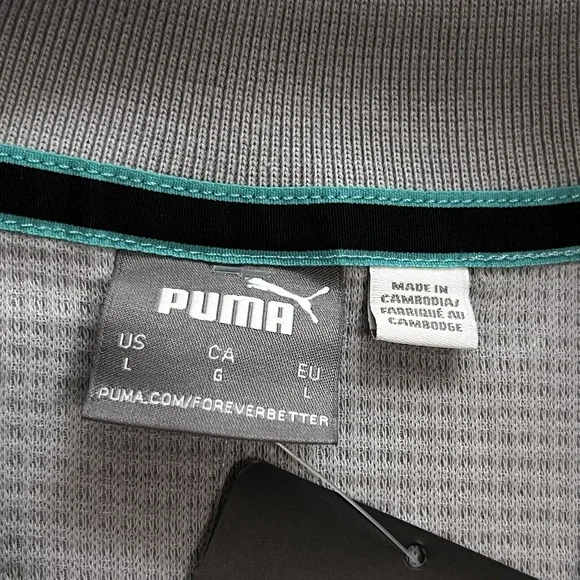 PUMA
US CA EU
L G L
PUMA.COM/FOREVERBETTER
MADE IN
CAMBODIA/
FABRIQUÉ AU
CAMBODGE